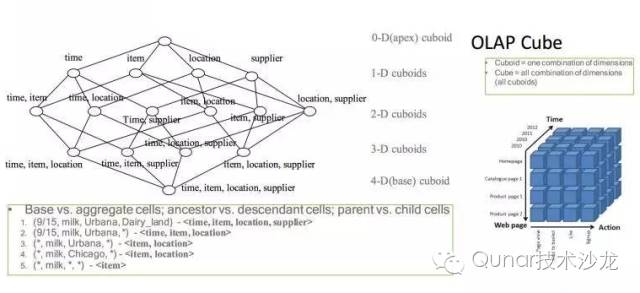 0-D(apex) cuboid
time
item
location
supplier
1-D cuboids
time, item
time, location
Time, supplier
item, location
item, supplier
location, supplier
2-D cuboids
time, item, location
time, item, supplier
time, location, supplier
item, location, supplier
3-D cuboids
time, item, location, supplier
4-D(base) cuboid
• Base vs. aggregate cells; ancestor vs. descendant cells; parent vs. child cells
1. (9/15, milk, Urbana, Dairy_land) - <time, item, location, supplier>
2. (9/15, milk, Urbana, *) - <time, item, location>
3. (*, milk, Urbana, *) - <item, location>
4. (*, milk, Chicago, *) - <item, location>
5. (*, milk, *, *) - <item>
OLAP Cube
• Cuboid = one combination of dimensions
• Cube = all combination of dimensions
(all cuboids)
Time
2012
2011
2010
Homepage
Catalogue page 1
Product page 1
Product page 2
Web page
Page view
Like
Action
Qunar技术沙龙